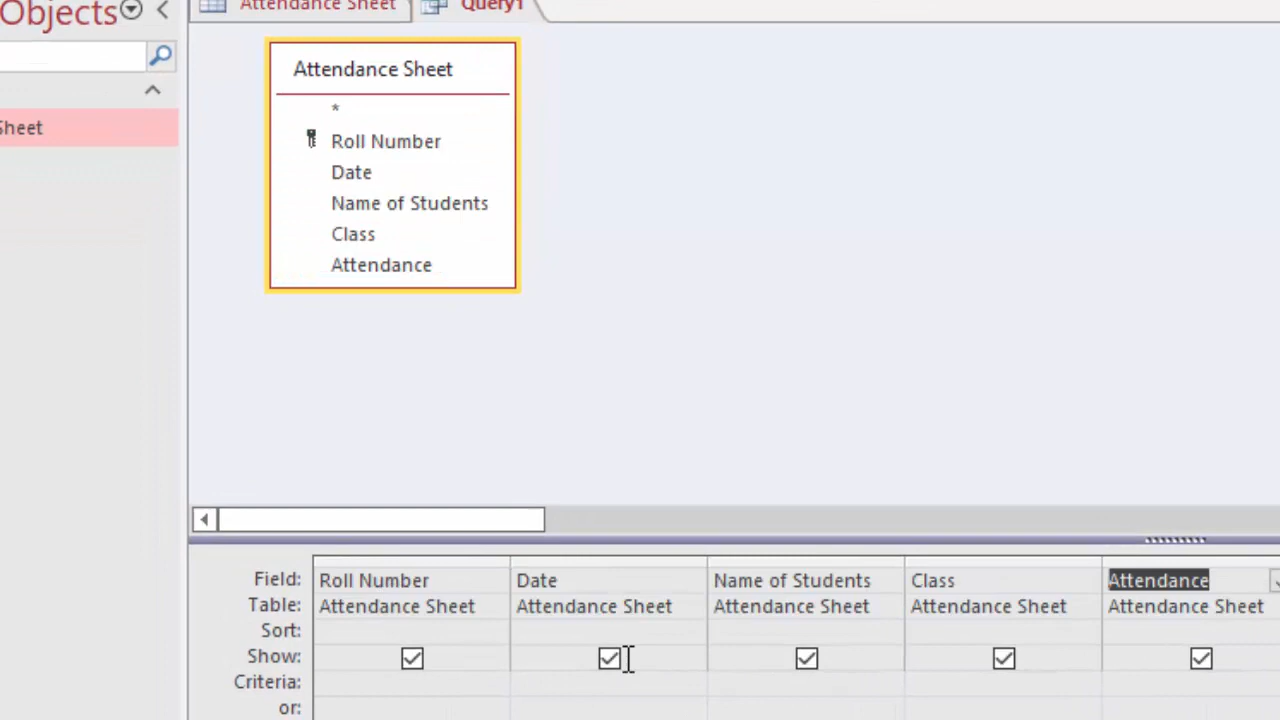 Objects
Attendance Sheet
Query1
Sheet
Attendance Sheet
*
Roll Number
Date
Name of Students
Class
Attendance
Field: Roll Number Date Name of Students Class Attendance
Table: Attendance Sheet Attendance Sheet Attendance Sheet Attendance Sheet Attendance Sheet
Sort:
Show:
Criteria:
or: